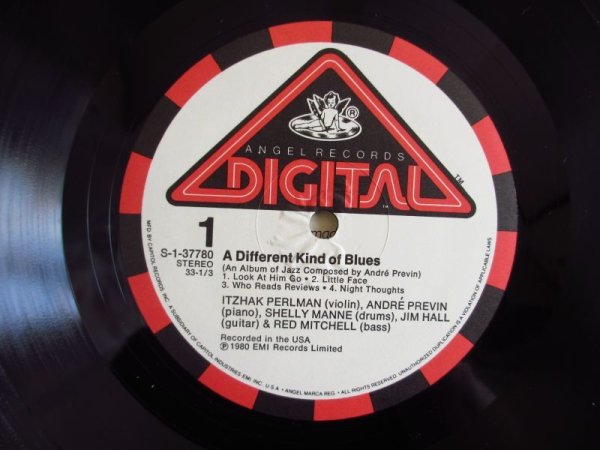 ®
ANGEL RECORDS
DIGITAL
TM
1
S-1-37780
STEREO
33-1/3
A Different Kind of Blues
(An Album of Jazz Composed by André Previn)
1. Look At Him Go • 2. Little Face
3. Who Reads Reviews • 4. Night Thoughts
ITZHAK PERLMAN (violin), ANDRÉ PREVIN
(piano), SHELLY MANNE (drums), JIM HALL
(guitar) & RED MITCHELL (bass)
Recorded in the USA
℗ 1980 EMI Records Limited
MFD BY CAPITOL RECORDS, INC. A SUBSIDIARY OF CAPITOL INDUSTRIES-EMI, INC. U.S.A. • ANGEL MARCA REG. • ALL RIGHTS RESERVED. UNAUTHORIZED DUPLICATION IS A VIOLATION OF APPLICABLE LAWS